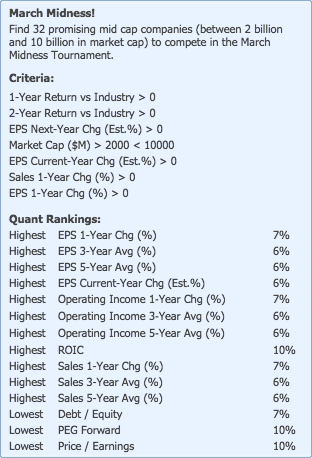 March Midness!
Find 32 promising mid cap companies (between 2 billion
and 10 billion in market cap) to compete in the March
Midness Tournament.
Criteria:
1-Year Return vs Industry > 0
2-Year Return vs Industry > 0
EPS Next-Year Chg (Est.%) > 0
Market Cap ($M) > 2000 < 10000
EPS Current-Year Chg (Est.%) > 0
Sales 1-Year Chg (%) > 0
EPS 1-Year Chg (%) > 0
Quant Rankings:
Highest EPS 1-Year Chg (%) 7%
Highest EPS 3-Year Avg (%) 6%
Highest EPS 5-Year Avg (%) 6%
Highest EPS Current-Year Chg (Est.%) 6%
Highest Operating Income 1-Year Chg (%) 7%
Highest Operating Income 3-Year Avg (%) 6%
Highest Operating Income 5-Year Avg (%) 6%
Highest ROIC 10%
Highest Sales 1-Year Chg (%) 7%
Highest Sales 3-Year Avg (%) 6%
Highest Sales 5-Year Avg (%) 6%
Lowest Debt / Equity 7%
Lowest PEG Forward 10%
Lowest Price / Earnings 10%